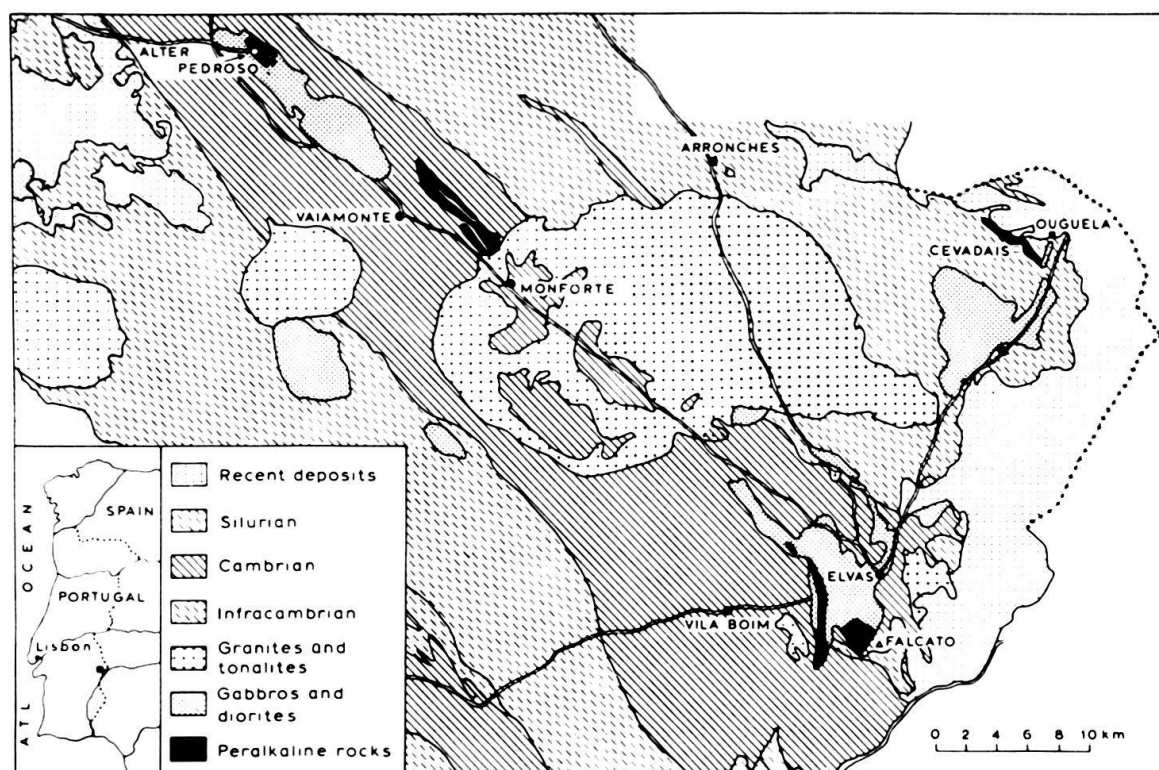 ALTER
PEDROSO
ARRONCHES
VAIAMONTE
OUGUELA
CEVADAIS
MONFORTE
ELVAS
VILA BOIM
FALCATO
ATL OCEAN
SPAIN
PORTUGAL
Lisbon
Recent deposits
Silurian
Cambrian
Infracambrian
Granites and
tonalites
Gabbros and
diorites
Peralkaline rocks
0 2 4 6 8 10 km